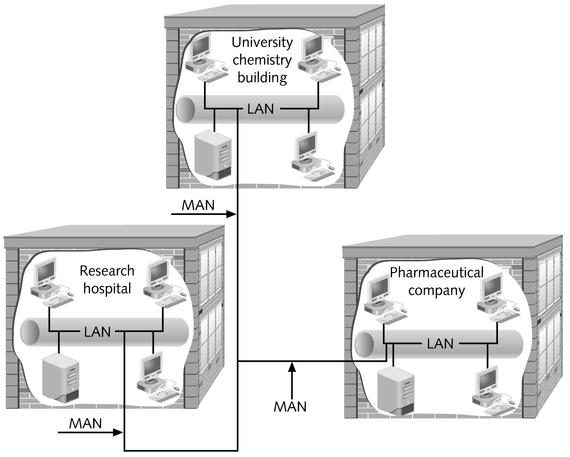 University
chemistry
building
LAN
MAN
Research
hospital
LAN
MAN
Pharmaceutical
company
LAN
MAN